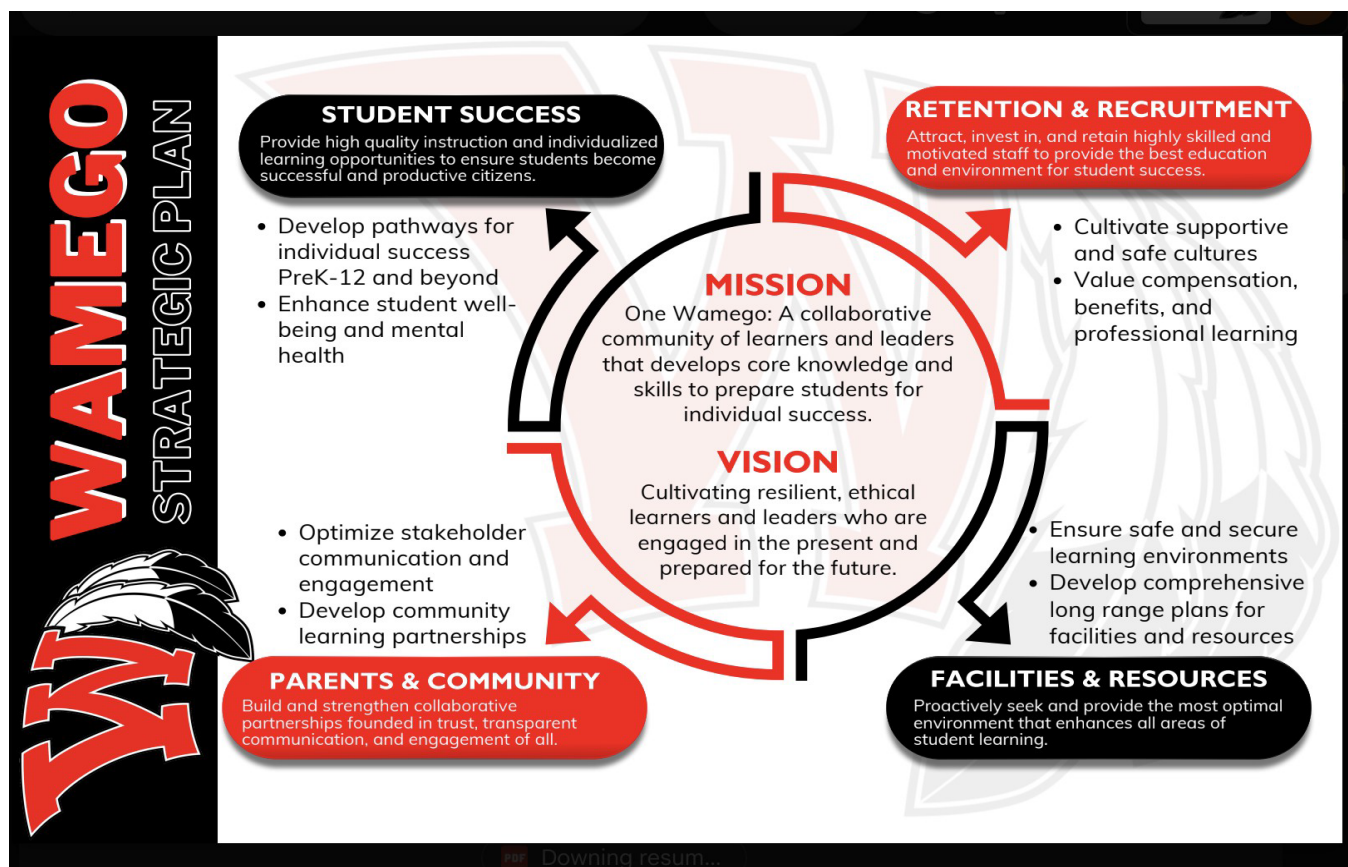 WAMEGO
STRATEGIC PLAN
W
STUDENT SUCCESS
Provide high quality instruction and individualized
learning opportunities to ensure students become
successful and productive citizens.
• Develop pathways for
individual success
PreK-12 and beyond
• Enhance student well-
being and mental
health
RETENTION & RECRUITMENT
Attract, invest in, and retain highly skilled and
motivated staff to provide the best education
and environment for student success.
• Cultivate supportive
and safe cultures
• Value compensation,
benefits, and
professional learning
MISSION
One Wamego: A collaborative
community of learners and leaders
that develops core knowledge and
skills to prepare students for
individual success.
VISION
Cultivating resilient, ethical
learners and leaders who are
engaged in the present and
prepared for the future.
• Optimize stakeholder
communication and
engagement
• Develop community
learning partnerships
PARENTS & COMMUNITY
Build and strengthen collaborative
partnerships founded in trust, transparent
communication, and engagement of all.
• Ensure safe and secure
learning environments
• Develop comprehensive
long range plans for
facilities and resources
FACILITIES & RESOURCES
Proactively seek and provide the most optimal
environment that enhances all areas of
student learning.
PDF Downing resum...